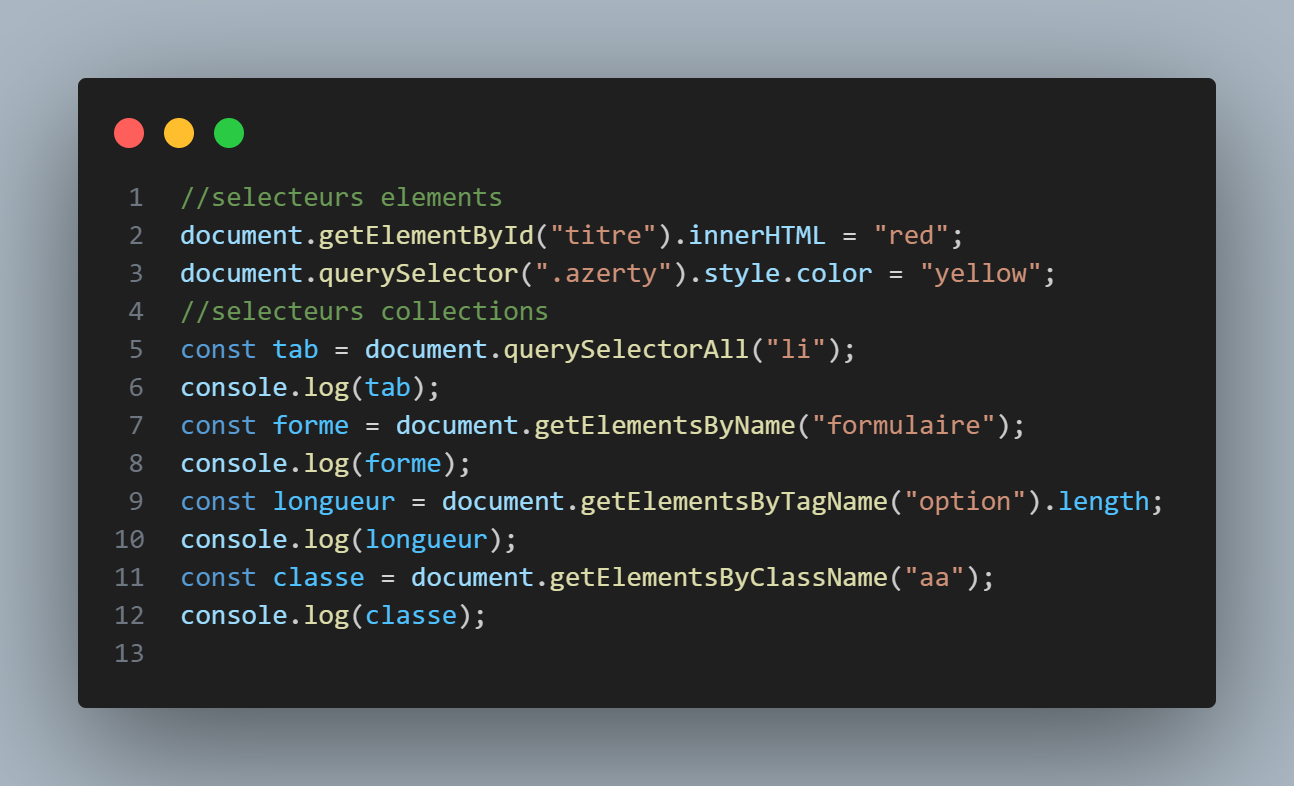 1 //selecteurs elements
2 document.getElementById("titre").innerHTML = "red";
3 document.querySelector(".azerty").style.color = "yellow";
4 //selecteurs collections
5 const tab = document.querySelectorAll("li");
6 console.log(tab);
7 const forme = document.getElementsByName("formulaire");
8 console.log(forme);
9 const longueur = document.getElementsByTagName("option").length;
10 console.log(longueur);
11 const classe = document.getElementsByClassName("aa");
12 console.log(classe);
13